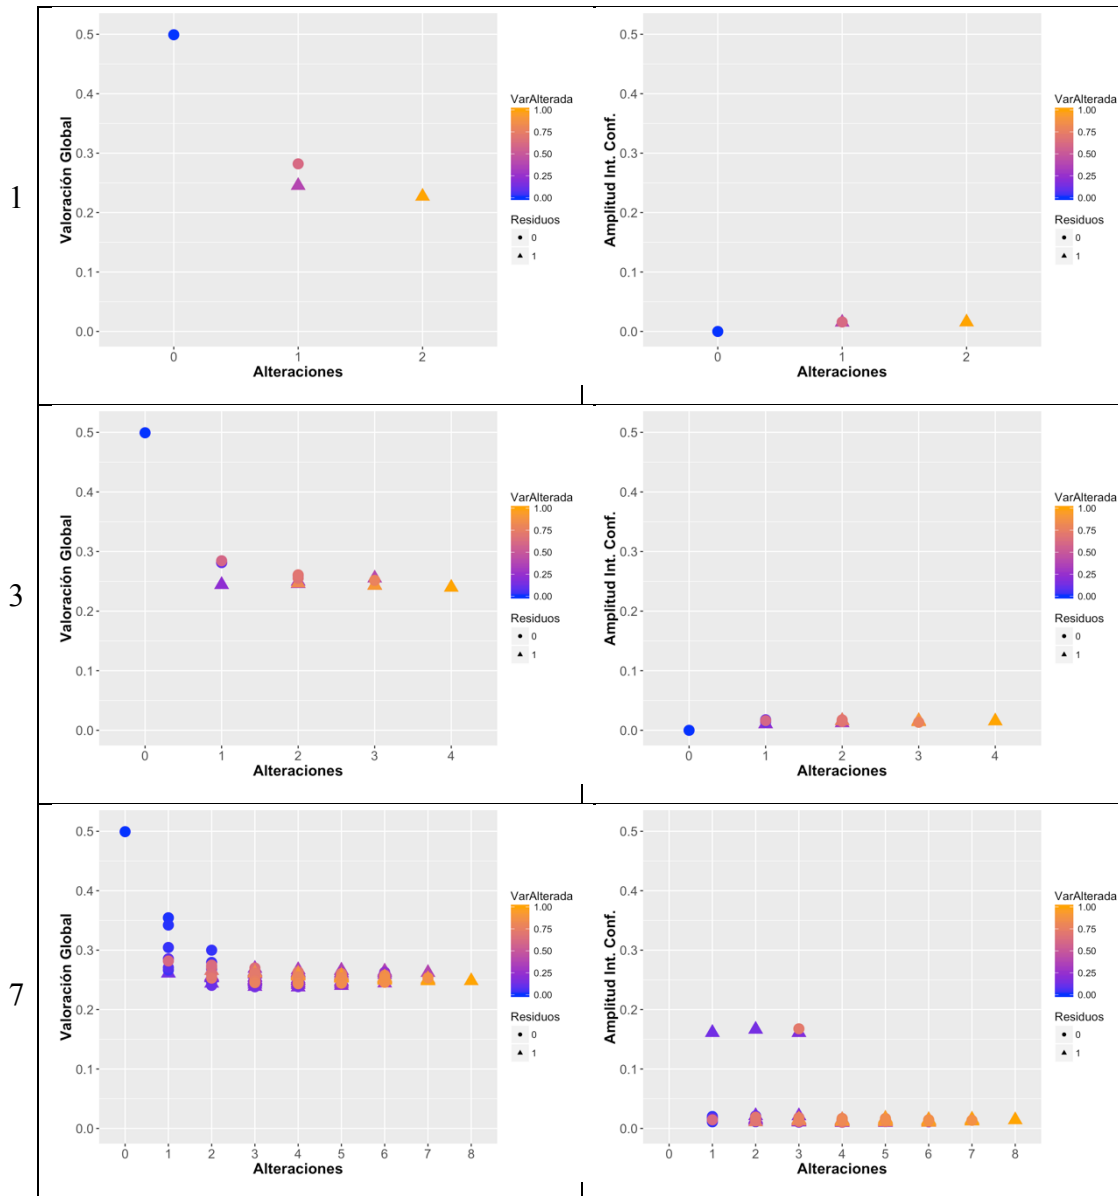 1
Valoración Global
0.5
0.4
0.3
0.2
0.1
0.0
0 1 2
Alteraciones
VarAlterada
1.00
0.75
0.50
0.25
0.00
Residuos
0
1
Amplitud Int. Conf.
0.5
0.4
0.3
0.2
0.1
0.0
0 1 2
Alteraciones
VarAlterada
1.00
0.75
0.50
0.25
0.00
Residuos
0
1
3
Valoración Global
0.5
0.4
0.3
0.2
0.1
0.0
0 1 2 3 4
Alteraciones
VarAlterada
1.00
0.75
0.50
0.25
0.00
Residuos
0
1
Amplitud Int. Conf.
0.5
0.4
0.3
0.2
0.1
0.0
0 1 2 3 4
Alteraciones
VarAlterada
1.00
0.75
0.50
0.25
0.00
Residuos
0
1
7
Valoración Global
0.5
0.4
0.3
0.2
0.1
0.0
0 1 2 3 4 5 6 7 8
Alteraciones
VarAlterada
1.00
0.75
0.50
0.25
0.00
Residuos
0
1
Amplitud Int. Conf.
0.5
0.4
0.3
0.2
0.1
0.0
0 1 2 3 4 5 6 7 8
Alteraciones
VarAlterada
1.00
0.75
0.50
0.25
0.00
Residuos
0
1